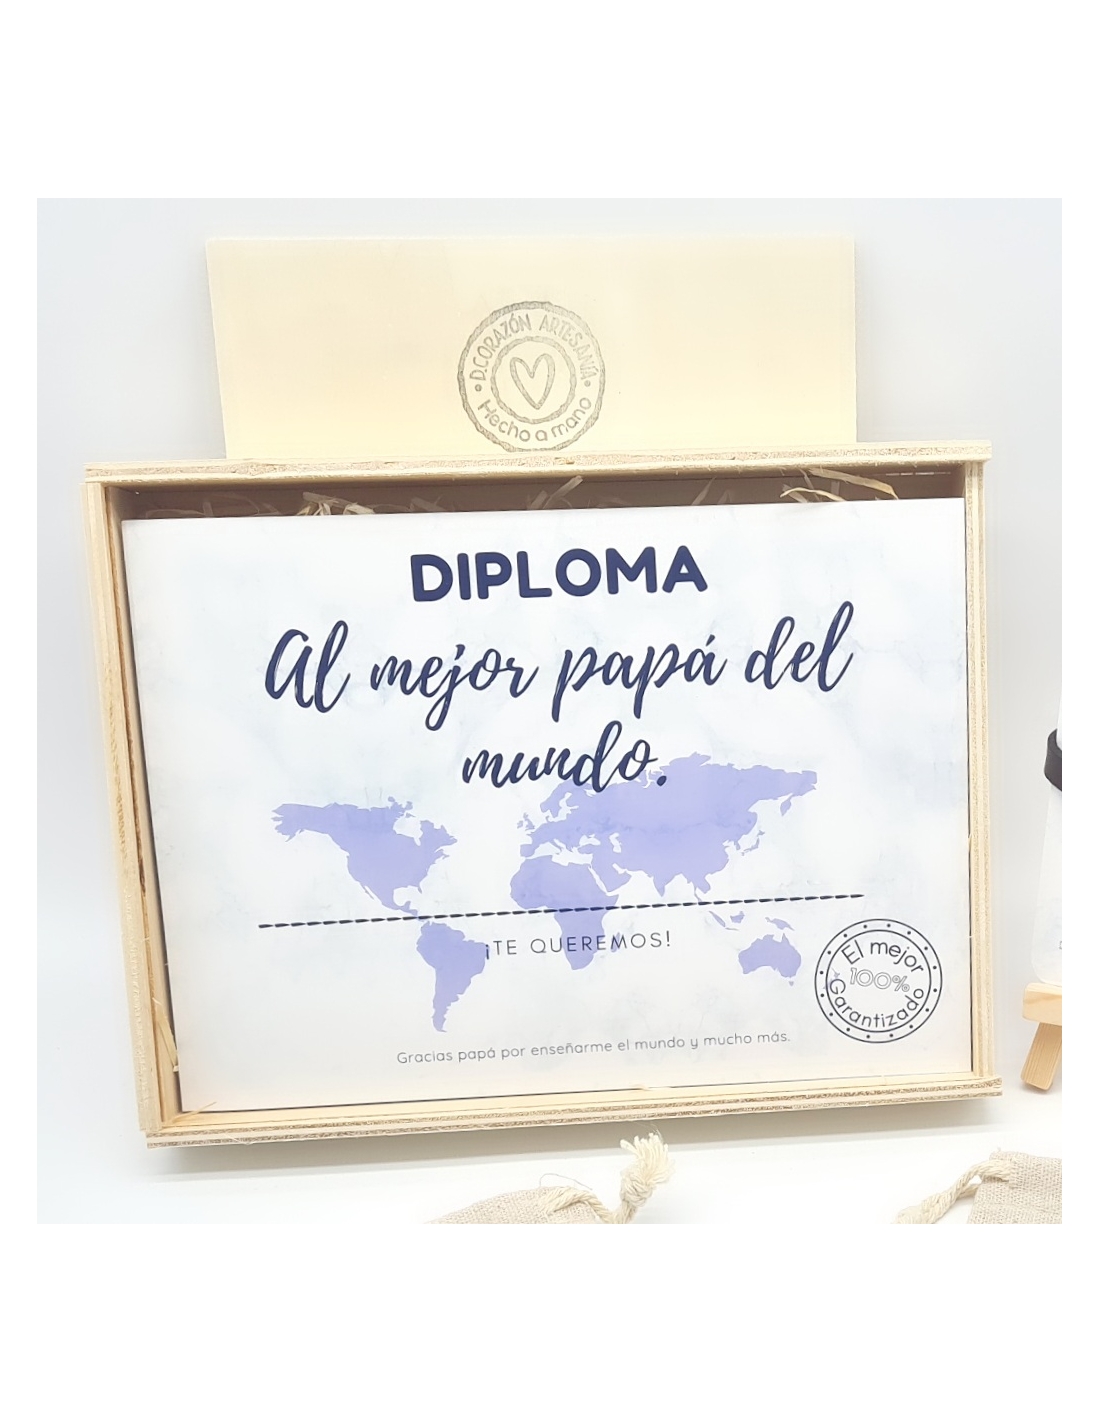 D.CORAZÓN ARTESANÍA
Hecho a mano
DIPLOMA
Al mejor papá del
mundo.
¡TE QUEREMOS!
El mejor
100%
Garantizado
Gracias papá por enseñarme el mundo y mucho más.